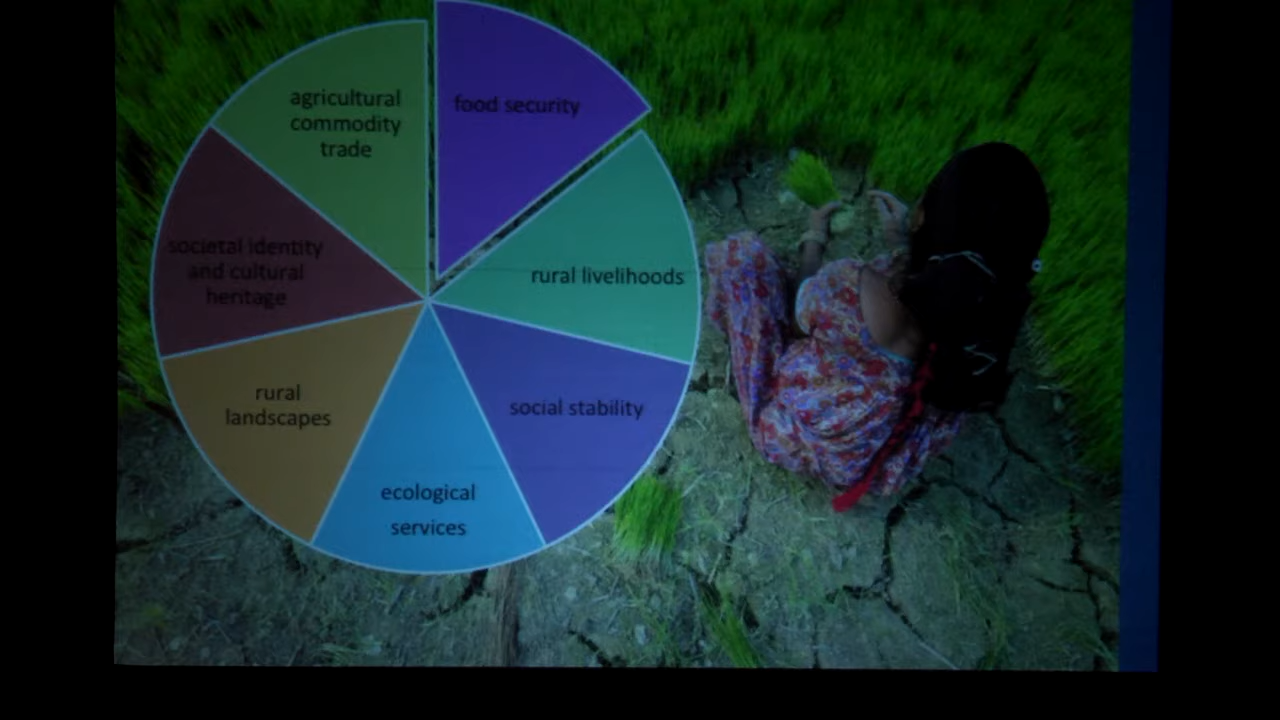 food security
agricultural
commodity
trade
rural livelihoods
societal identity
and cultural
heritage
social stability
rural
landscapes
ecological
services